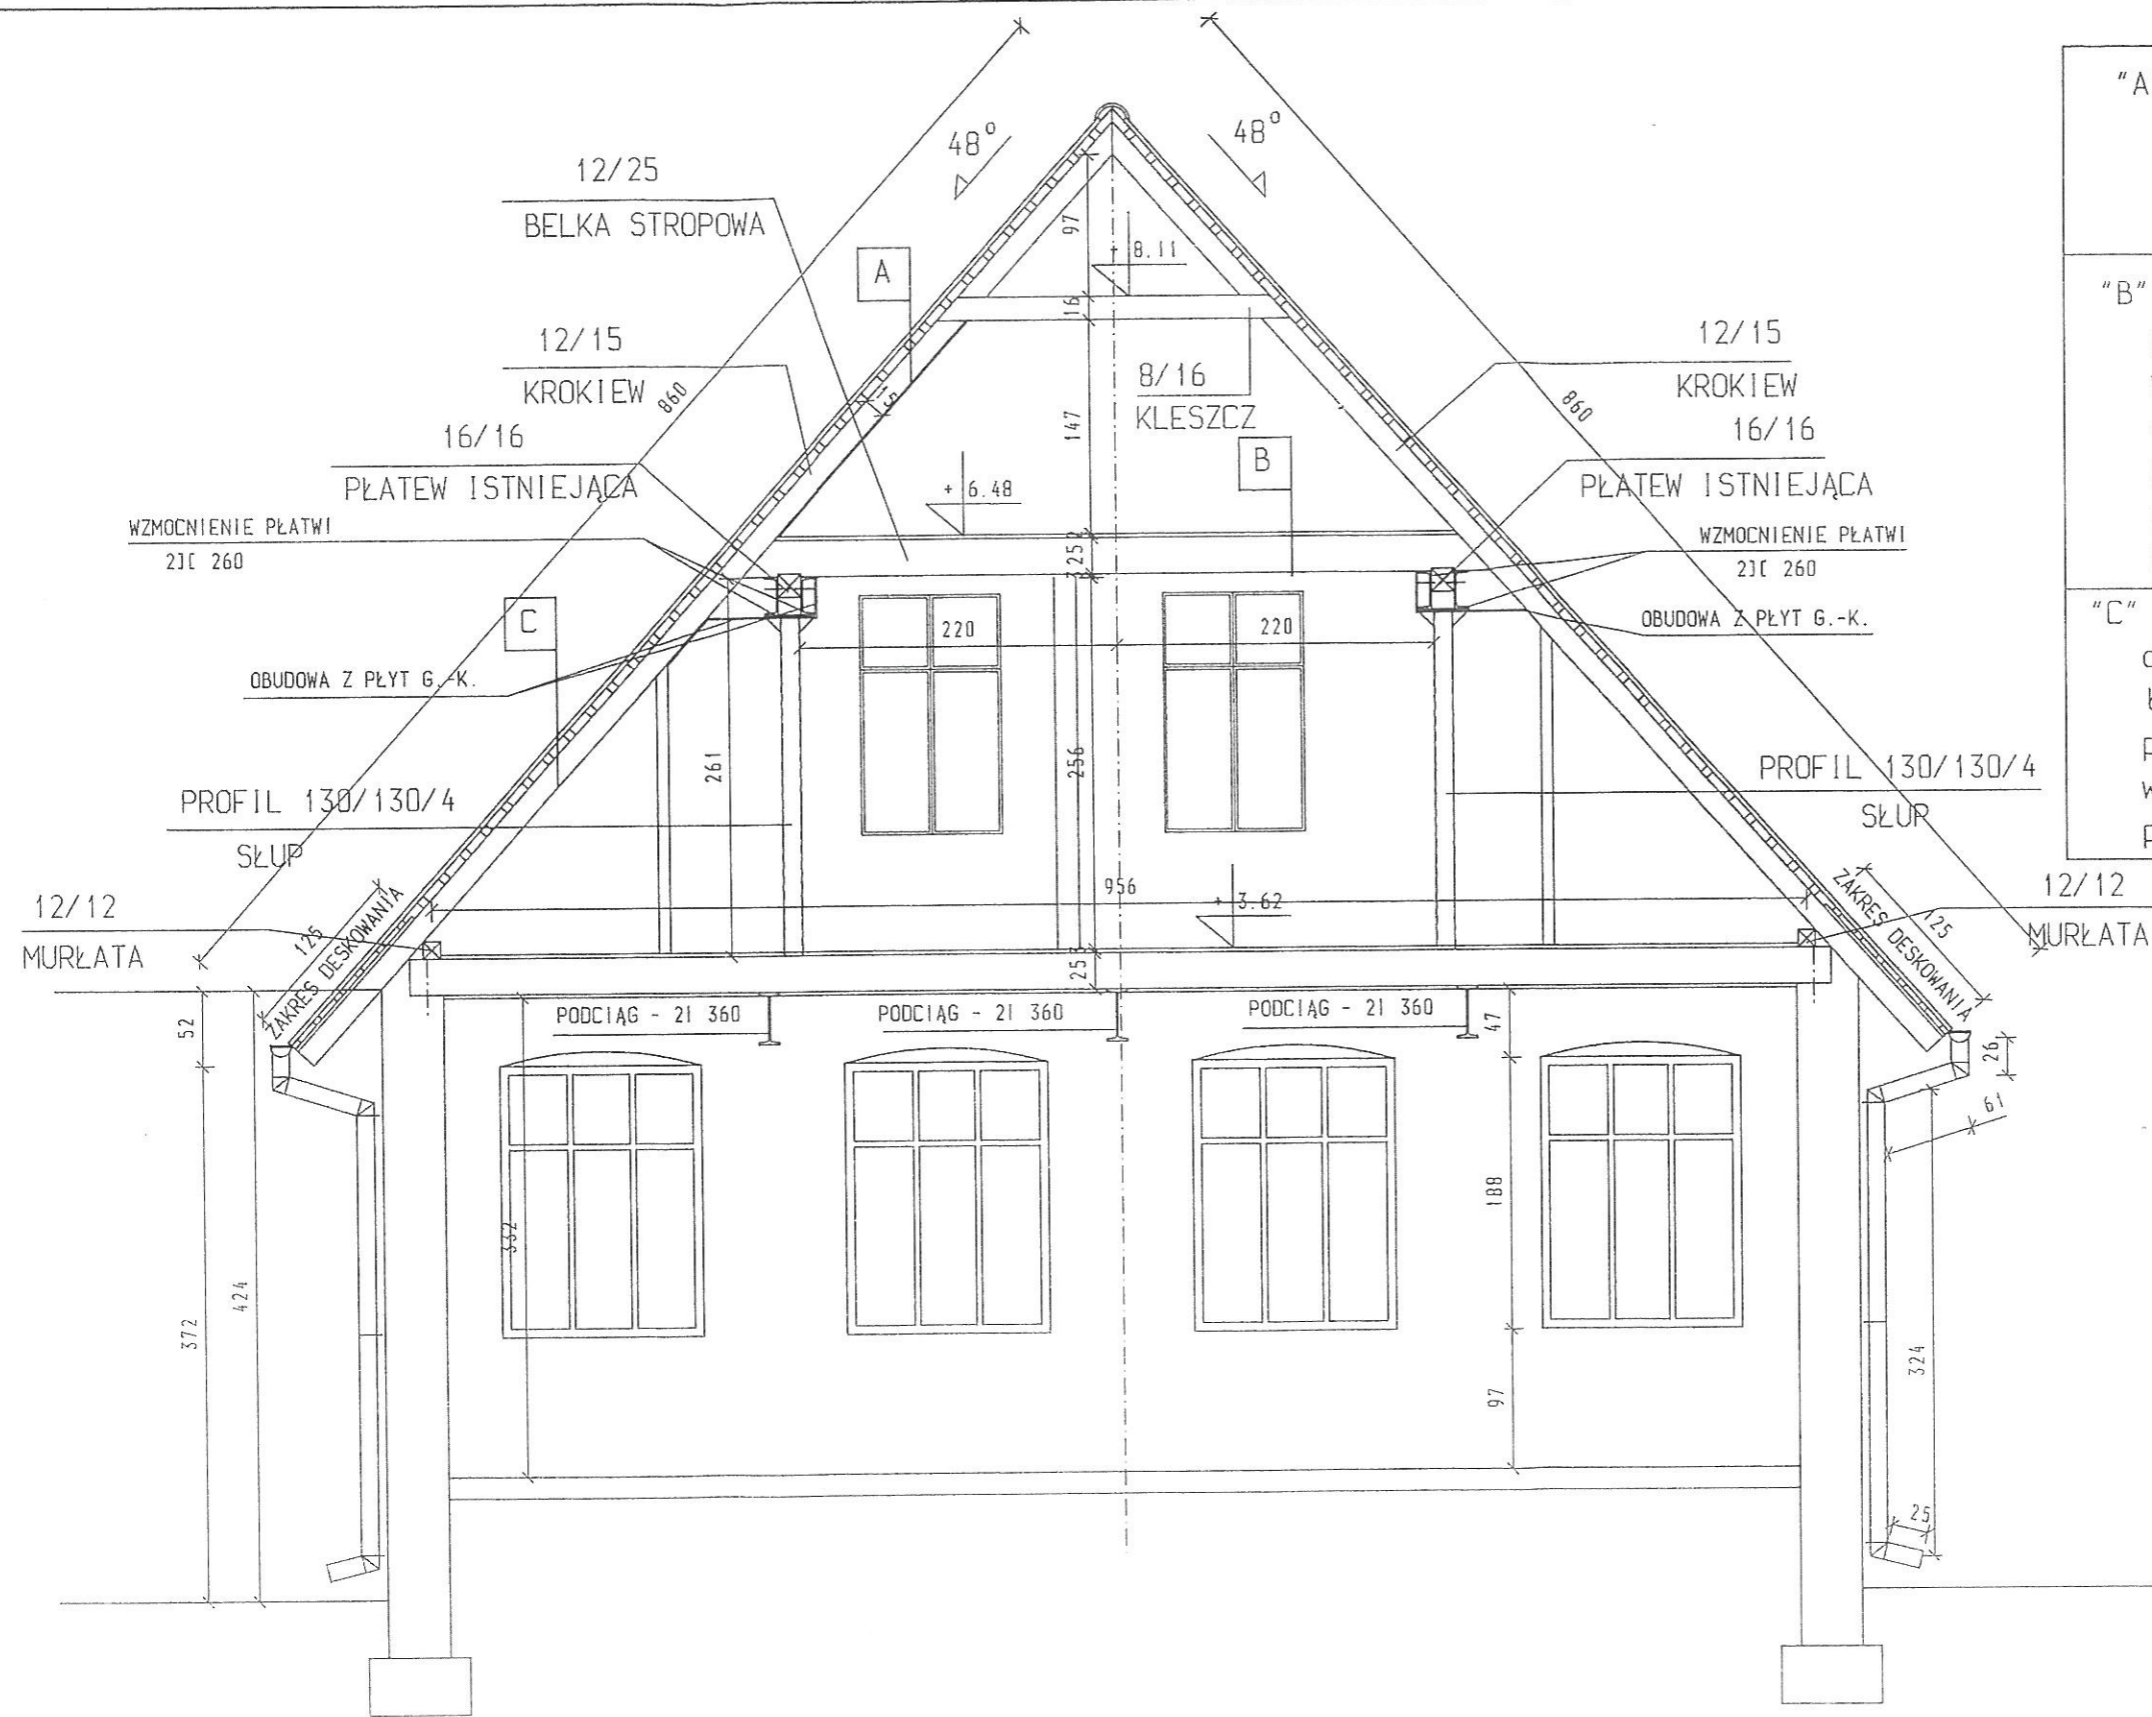 48°
48°
12/25
BELKA STROPOWA
A
97
+ 8.11
16
12/15
KROKIEW
860
15
8/16
KLESZCZ
147
12/15
KROKIEW
860
16/16
PŁATEW ISTNIEJĄCA
B
16/16
PŁATEW ISTNIEJĄCA
+ 6.48
WZMOCNIENIE PŁATWI
2][ 260
25
WZMOCNIENIE PŁATWI
2][ 260
C
220
220
OBUDOWA Z PŁYT G.-K.
OBUDOWA Z PŁYT G.-K.
261
256
PROFIL 130/130/4
SŁUP
PROFIL 130/130/4
SŁUP
956
+ 3.62
12/12
MURŁATA
125
ZAKRES DESKOWANIA
ZAKRES DESKOWANIA
125
12/12
MURŁATA
25
52
PODCIĄG - 2I 360
PODCIĄG - 2I 360
PODCIĄG - 2I 360
47
26
61
332
188
424
372
97
324
25
"A
"B"
"C"